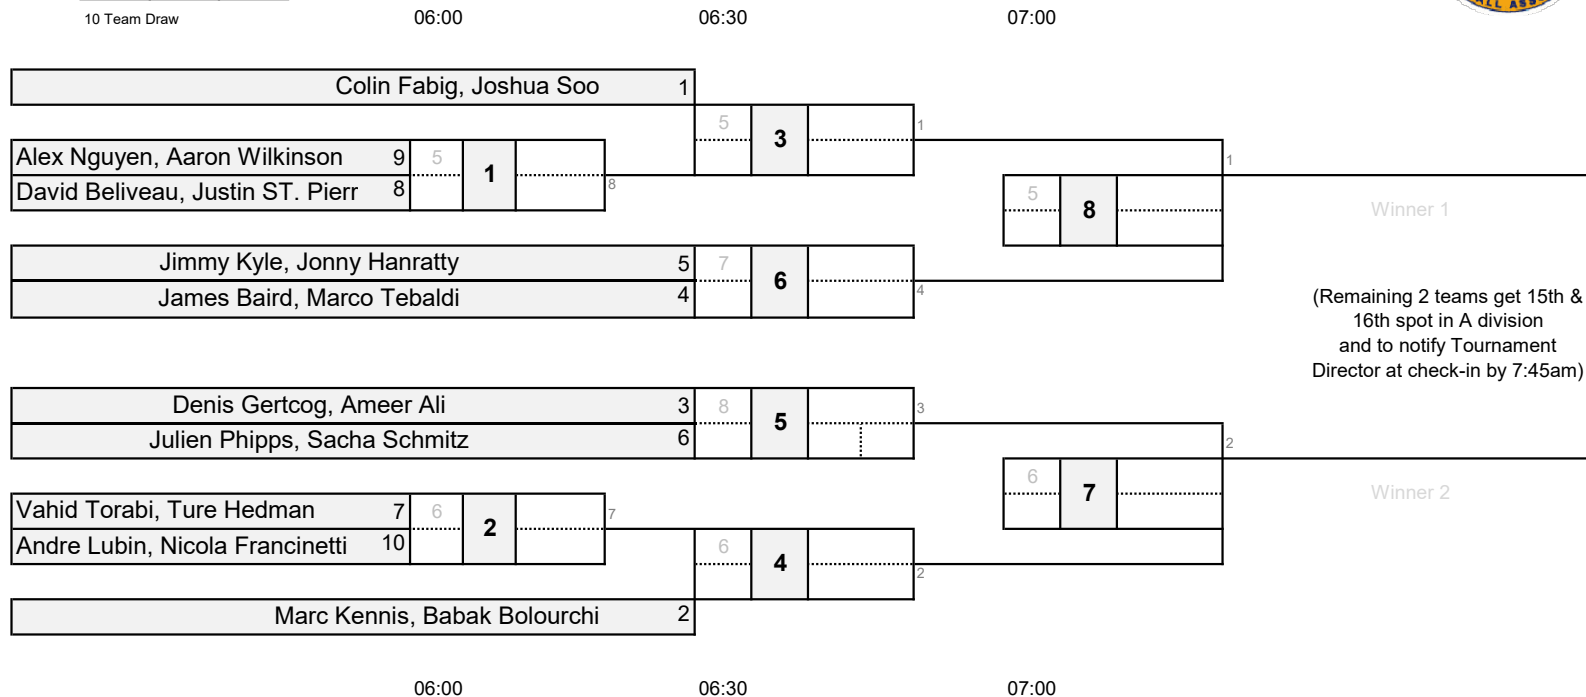 10 Team Draw
06:00 06:30 07:00
ALL ASS
Colin Fabig, Joshua Soo 1
5 3 1
Alex Nguyen, Aaron Wilkinson 9 5 1 8
David Beliveau, Justin ST. Pierr 8
1
5 8
Winner 1
Jimmy Kyle, Jonny Hanratty 5 7 6 4
James Baird, Marco Tebaldi 4
(Remaining 2 teams get 15th &
16th spot in A division
and to notify Tournament
Director at check-in by 7:45am)
Denis Gertcog, Ameer Ali 3 8 5 3
Julien Phipps, Sacha Schmitz 6
2
6 7
Winner 2
Vahid Torabi, Ture Hedman 7 6 2 7
Andre Lubin, Nicola Francinetti 10
6 4 2
Marc Kennis, Babak Bolourchi 2
06:00 06:30 07:00